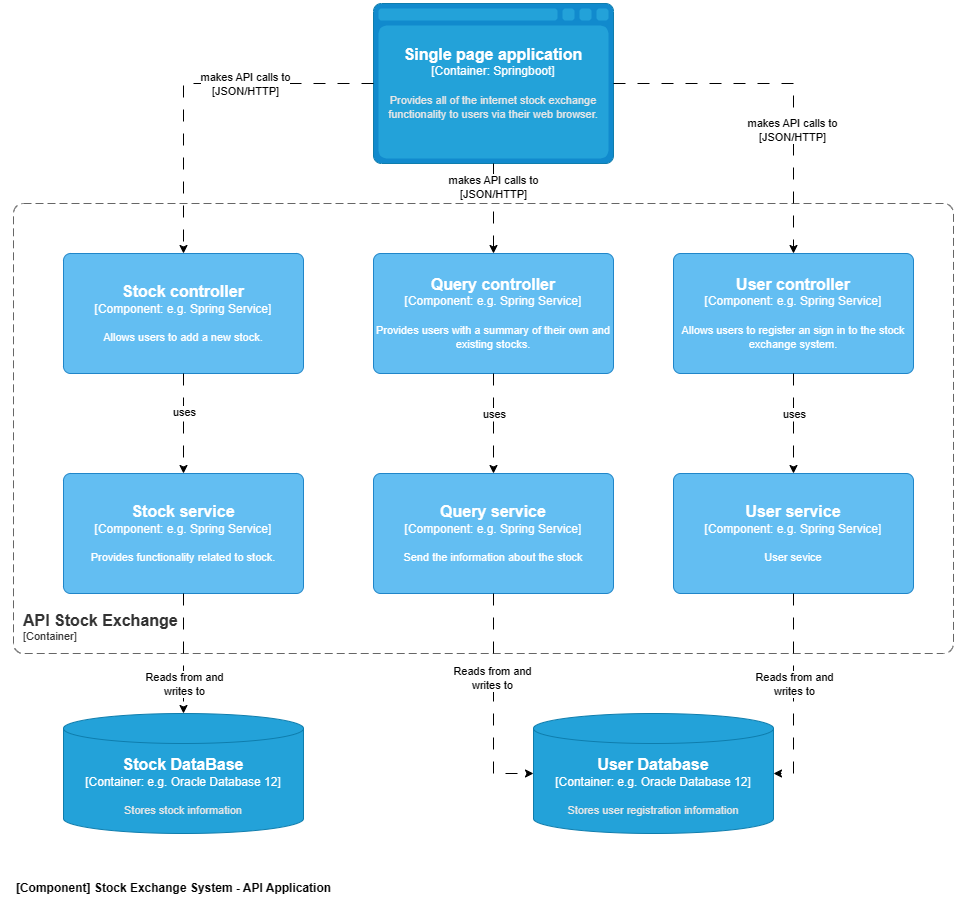 Single page application
[Container: Springboot]
Provides all of the internet stock exchange
functionality to users via their web browser.
makes API calls to
[JSON/HTTP]
makes API calls to
[JSON/HTTP]
makes API calls to
[JSON/HTTP]
Stock controller
[Component: e.g. Spring Service]
Allows users to add a new stock.
Query controller
[Component: e.g. Spring Service]
Provides users with a summary of their own and
existing stocks.
User controller
[Component: e.g. Spring Service]
Allows users to register an sign in to the stock
exchange system.
uses
uses
uses
Stock service
[Component: e.g. Spring Service]
Provides functionality related to stock.
Query service
[Component: e.g. Spring Service]
Send the information about the stock
User service
[Component: e.g. Spring Service]
User sevice
API Stock Exchange
[Container]
Reads from and
writes to
Reads from and
writes to
Reads from and
writes to
Stock DataBase
[Container: e.g. Oracle Database 12]
Stores stock information
User Database
[Container: e.g. Oracle Database 12]
Stores user registration information
[Component] Stock Exchange System - API Application